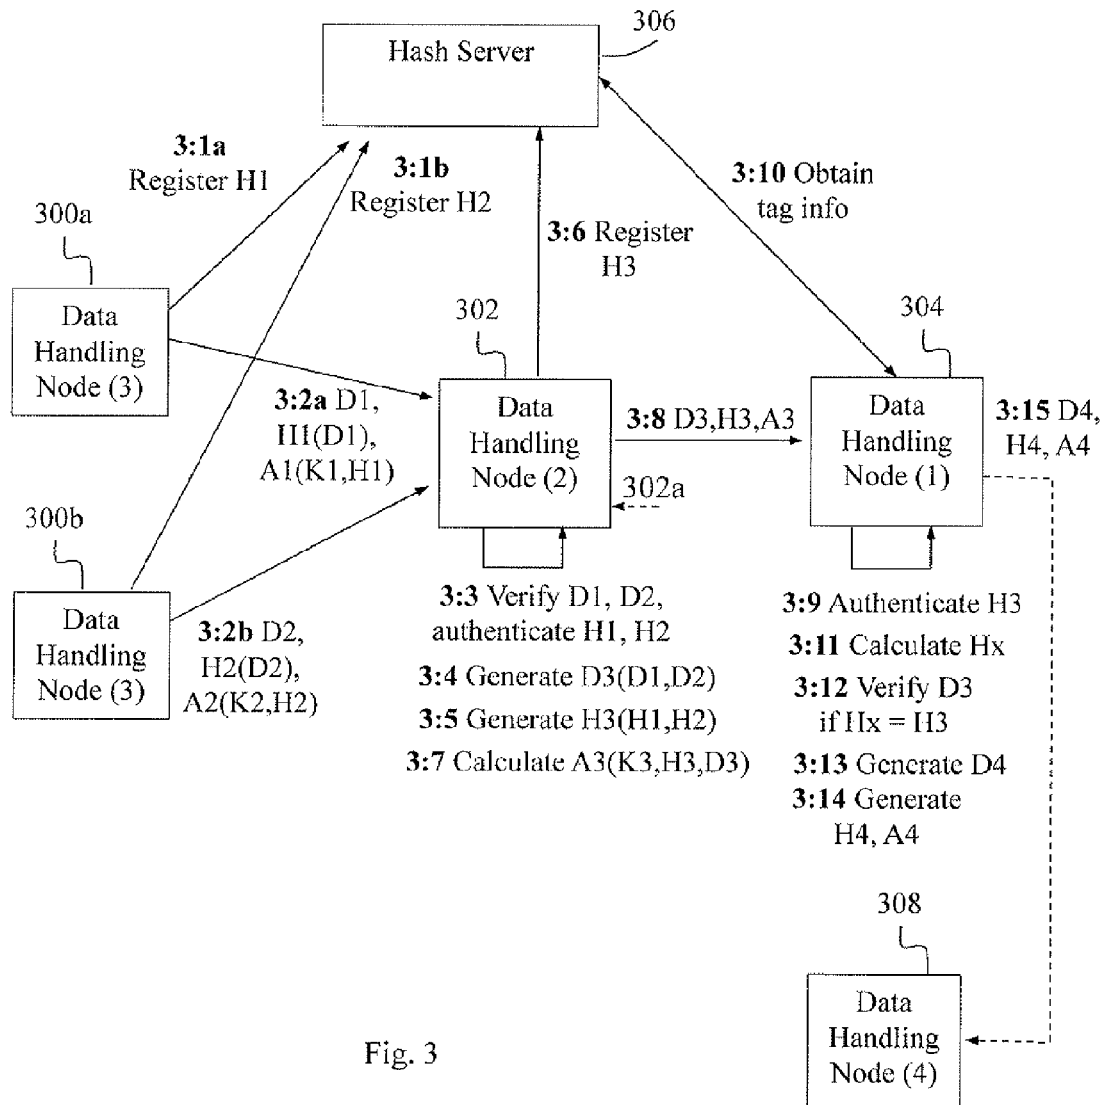 306
Hash Server
3:1a
Register H1
3:1b
Register H2
3:10 Obtain
tag info
3:6 Register
H3
300a
Data
Handling
Node (3)
302
304
3:2a D1,
H1(D1),
A1(K1,H1)
Data
Handling
Node (2)
3:8 D3,H3,A3
302a
Data
Handling
Node (1)
3:15 D4,
H4, A4
300b
Data
Handling
Node (3)
3:2b D2,
H2(D2),
A2(K2,H2)
3:3 Verify D1, D2,
authenticate H1, H2
3:4 Generate D3(D1,D2)
3:5 Generate H3(H1,H2)
3:7 Calculate A3(K3,H3,D3)
3:9 Authenticate H3
3:11 Calculate Hx
3:12 Verify D3
if Hx = H3
3:13 Generate D4
3:14 Generate
H4, A4
308
Data
Handling
Node (4)
Fig. 3